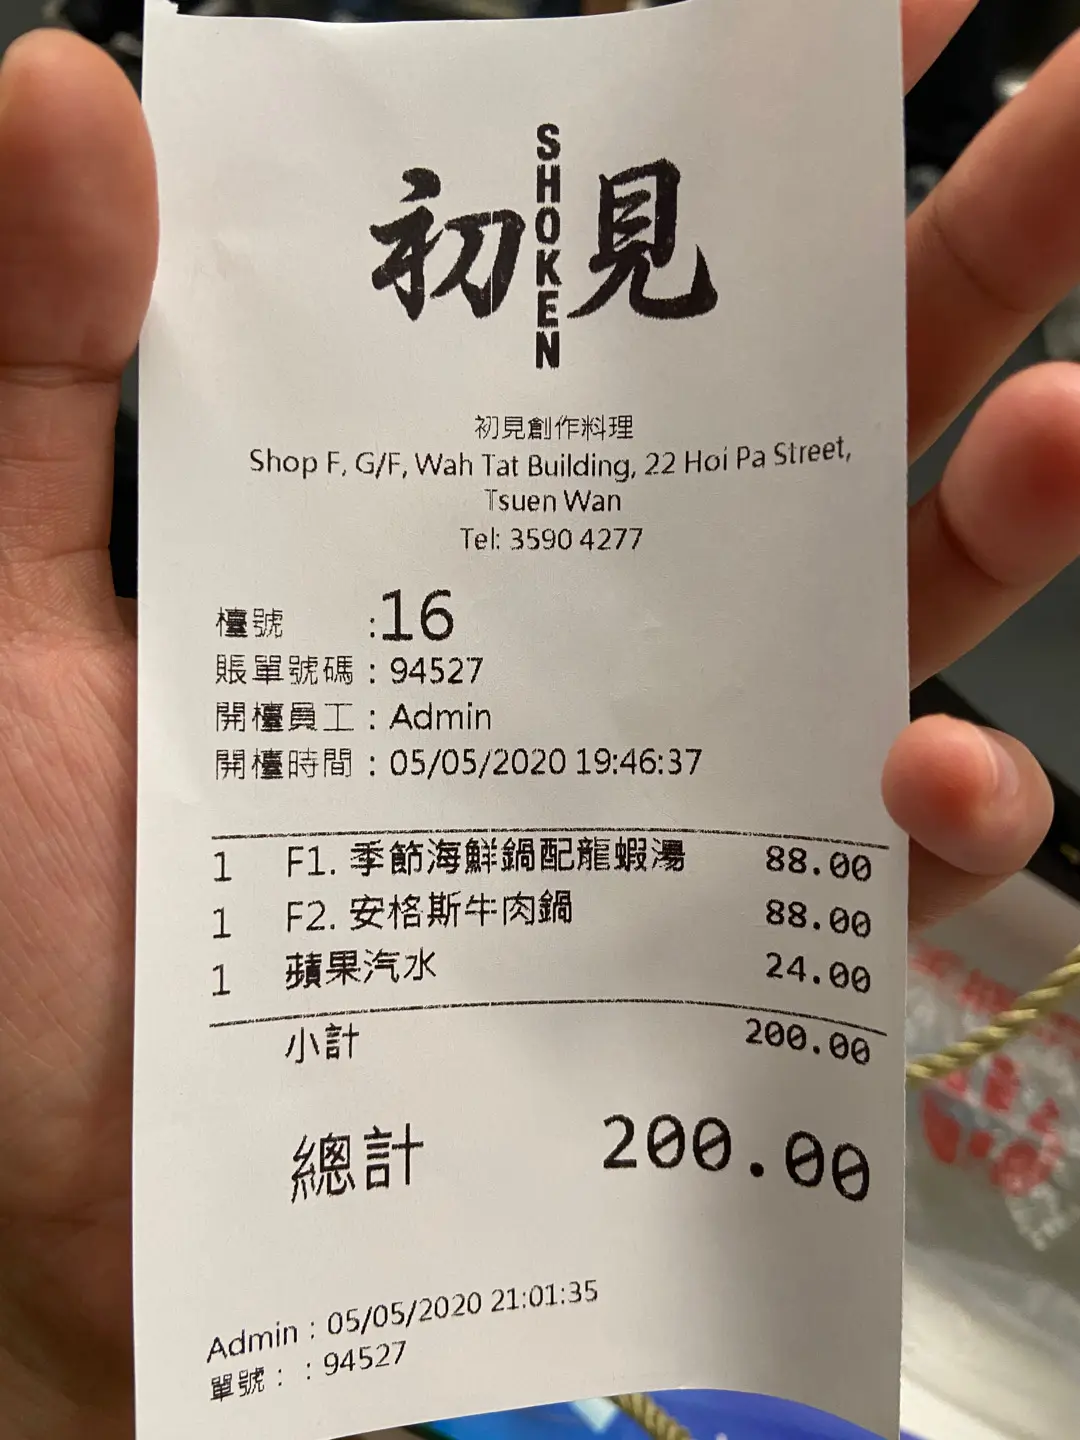 初 SHOKEN 見
初見創作料理
Shop F, G/F, Wah Tat Building, 22 Hoi Pa Street,
Tsuen Wan
Tel: 3590 4277
檯號 :16
賬單號碼 : 94527
開檯員工 : Admin
開檯時間 : 05/05/2020 19:46:37
1 F1. 季節海鮮鍋配龍蝦湯 88.00
1 F2. 安格斯牛肉鍋 88.00
1 蘋果汽水 24.00
小計 200.00
總計 200.00
Admin : 05/05/2020 21:01:35
單號: : 94527